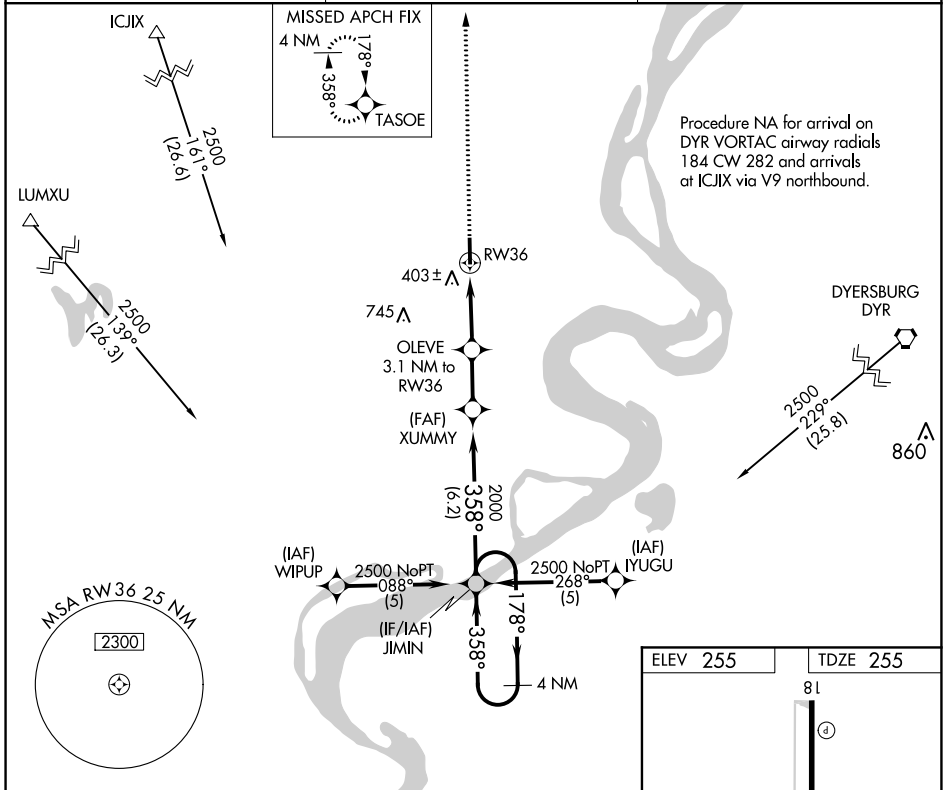 ICJIX
2500
161°
(26.6)
MISSED APCH FIX
4 NM
178°
358°
TASOE
Procedure NA for arrival on
DYR VORTAC airway radials
184 CW 282 and arrivals
at ICJIX via V9 northbound.
LUMXU
2500
139°
(26.3)
RW36
403±
745
OLEVE
3.1 NM to
RW36
(FAF)
XUMMY
DYERSBURG
DYR
2500
229°
(25.8)
860
2000
358°
(6.2)
(IAF)
WIPUP
2500 NoPT
088°
(5)
(IAF)
IYUGU
2500 NoPT
268°
(5)
(IF/IAF)
JIMIN
358°
178°
4 NM
MSA RW36 25 NM
2300
ELEV 255
TDZE 255
18
P